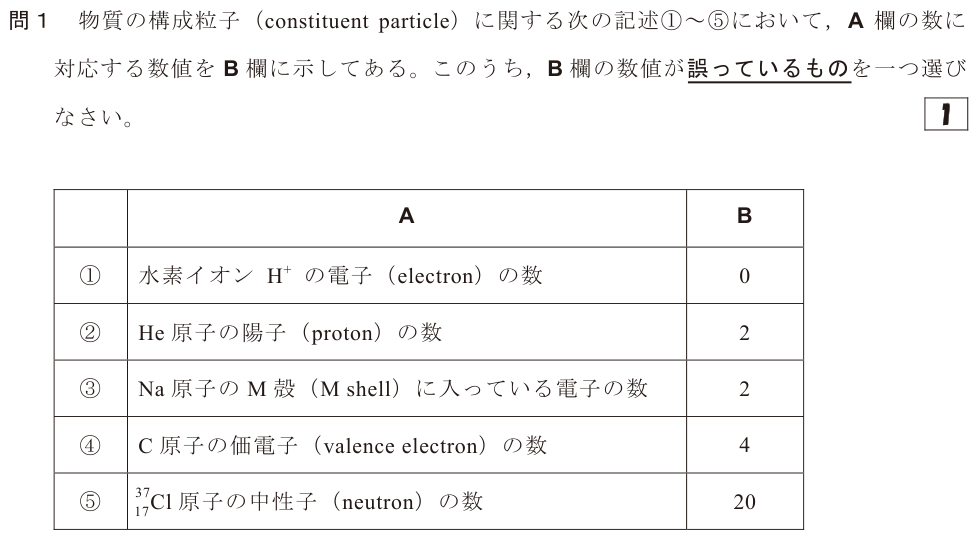 問1 物質の構成粒子（constituent particle）に関する次の記述①～⑤において，A 欄の数に
対応する数値を B 欄に示してある。このうち，B 欄の数値が誤っているものを一つ選び
なさい。 1
A B
① 水素イオン H⁺ の電子（electron）の数 0
② He 原子の陽子（proton）の数 2
③ Na 原子の M 殻（M shell）に入っている電子の数 2
④ C 原子の価電子（valence electron）の数 4
⑤ ³⁷₁₇Cl 原子の中性子（neutron）の数 20